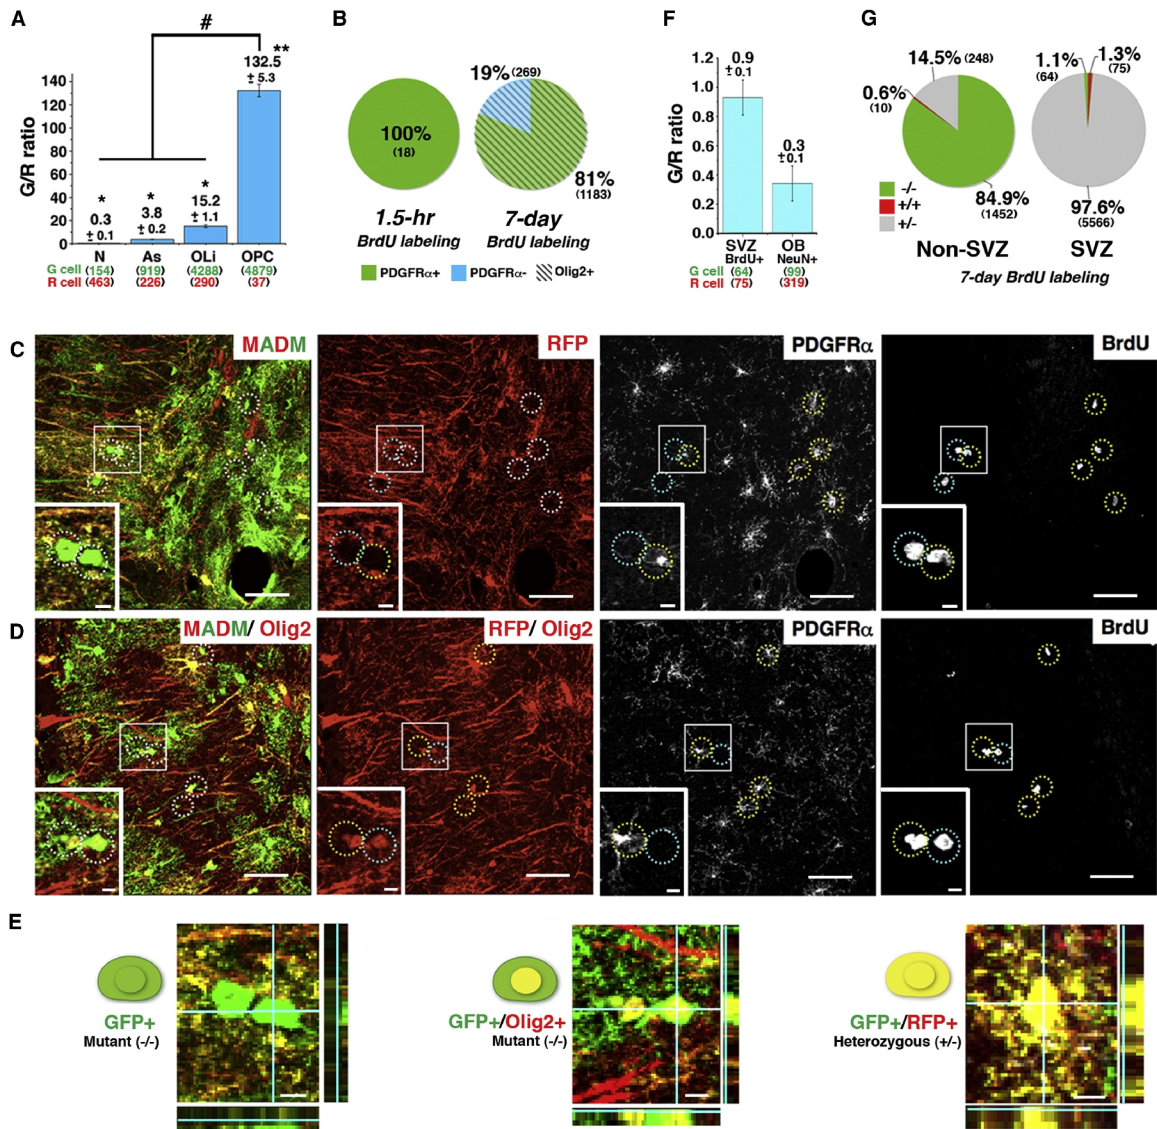 A
#
**
132.5
± 5.3
G/R ratio
140
120
100
80
60
40
20
0
*
0.3
± 0.1
*
3.8
± 0.2
*
15.2
± 1.1
N As OLi OPC
G cell (154) (919) (4288) (4879)
R cell (463) (226) (290) (37)
B
100%
(18)
19% (269)
81%
(1183)
1.5-hr
BrdU labeling
7-day
BrdU labeling
PDGFRα+ PDGFRα- Olig2+
F
G/R ratio
1.2
1.0
0.8
0.6
0.4
0.2
0.0
0.9
± 0.1
0.3
±0.1
SVZ OB
BrdU+ NeuN+
G cell (64) (99)
R cell (75) (319)
G
14.5% (248)
0.6%
(10)
84.9%
(1452)
1.1%
(64)
1.3%
(75)
97.6%
(5566)
-/-
+/+
+/-
Non-SVZ
SVZ
7-day BrdU labeling
C
MADM
RFP
PDGFRα
BrdU
D
MADM/ Olig2
RFP/ Olig2
PDGFRα
BrdU
E
GFP+
Mutant (-/-)
GFP+/Olig2+
Mutant (-/-)
GFP+/RFP+
Heterozygous (+/-)